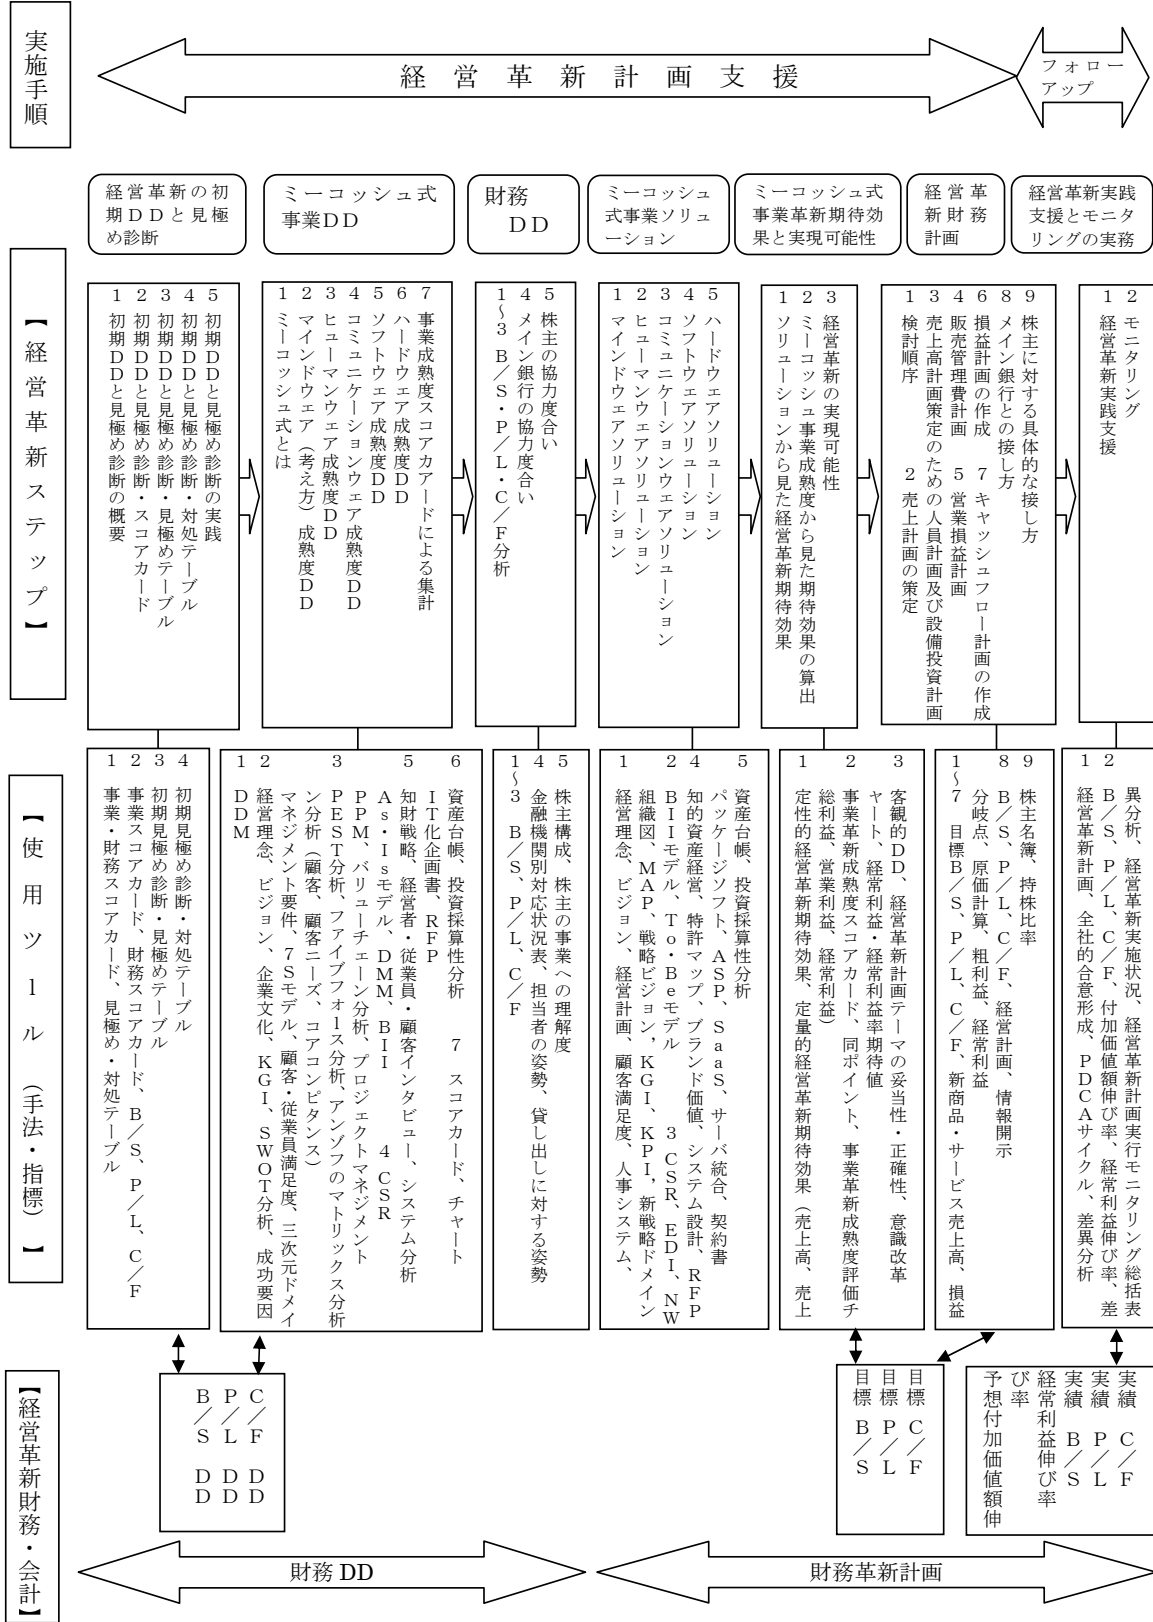 実施手順
経営革新計画支援
フォロー
アップ
経営革新の初
期ＤＤと見極
め診断
ミーコッシュ式
事業ＤＤ
財務
ＤＤ
ミーコッシュ
式事業ソリュ
ーション
ミーコッシュ式
事業革新期待効
果と実現可能性
経営革
新財務
計画
経営革新実践
支援とモニタ
リングの実務
【経営革新ステップ】
１ 初期ＤＤと見極め診断の概要
２ 初期ＤＤと見極め診断・スコアカード
３ 初期ＤＤと見極め診断・見極めテーブル
４ 初期ＤＤと見極め診断・対処テーブル
５ 初期ＤＤと見極め診断の実践
１ ミーコッシュ式とは
２ マインドウェア（考え方）成熟度ＤＤ
３ ヒューマンウェア成熟度ＤＤ
４ コミュニケーションウェア成熟度ＤＤ
５ ソフトウェア成熟度ＤＤ
６ ハードウェア成熟度ＤＤ
７ 事業成熟度スコアカアードによる集計
１～３ Ｂ／Ｓ・Ｐ／Ｌ・Ｃ／Ｆ分析
４ メイン銀行の協力度合い
５ 株主の協力度合い
１ マインドウェアソリューション
２ ヒューマンウェアソリューション
３ コミュニケーションウェアソリューション
４ ソフトウェアソリューション
５ ハードウェアソリューション
１ ソリューションから見た経営革新期待効果
２ ミーコッシュ事業成熟度から見た期待効果の算出
３ 経営革新の実現可能性
１ 検討順序　２ 売上計画の策定
３ 売上高計画策定のための人員計画及び設備投資計画
４ 販売管理費計画　５ 営業損益計画
６ 損益計画の作成　７ キャッシュフロー計画の作成
８ メイン銀行との接し方
９ 株主に対する具体的な接し方
１ 経営革新実践支援
２ モニタリング
【使用ツール（手法・指標）】
１ 事業・財務スコアカード、見極め・対処テーブル
２ 事業スコアカード、財務スコアカード、Ｂ／Ｓ、Ｐ／Ｌ、Ｃ／Ｆ
３ 初期見極め診断・見極めテーブル
４ 初期見極め診断・対処テーブル
１ ＤＤＭ
２ 経営理念、ビジョン、企業文化、ＫＧＩ、ＳＷＯＴ分析、成功要因
マネジメント要件、７Ｓモデル、顧客・従業員満足度、三次元ドメイ
ン分析（顧客、顧客ニーズ、コアコンピタンス）
３ ＰＥＳＴ分析、ファイブフォース分析、アンゾフのマトリックス分析
ＰＰＭ、バリューチェーン分析、プロジェクトマネジメント
Ａｓ・Ｉｓモデル、ＤＭＭ、ＢＩＩ　４ ＣＳＲ
５ 知財戦略、経営者・従業員・顧客インタビュー、システム分析
ＩＴ化企画書、ＲＦＰ
６ 資産台帳、投資採算性分析　７ スコアカード、チャート
１～３ Ｂ／Ｓ、Ｐ／Ｌ、Ｃ／Ｆ
４ 金融機関別対応状況表、担当者の姿勢、貸し出しに対する姿勢
５ 株主構成、株主の事業への理解度
１ 経営理念、ビジョン、経営計画、顧客満足度、人事システム、
組織図、ＭＡＰ、戦略ビジョン，ＫＧＩ、ＫＰＩ，新戦略ドメイン
２ ＢＩＩモデル、Ｔｏ・Ｂｅモデル　３ ＣＳＲ、ＥＤＩ、ＮＷ
４ 知的資産経営、特許マップ、ブランド価値、システム設計、ＲＦＰ
パッケージソフト、ＡＳＰ、ＳａａＳ、サーバ統合、契約書
５ 資産台帳、投資採算性分析
１ 定性的経営革新期待効果、定量的経営革新期待効果（売上高、売上
総利益、営業利益、経常利益）
２ 事業革新成熟度スコアカード、同ポイント、事業革新成熟度評価チ
ャート、経常利益・経常利益率期待値
３ 客観的ＤＤ、経営革新計画テーマの妥当性・正確性、意識改革
１～７ 目標Ｂ／Ｓ、Ｐ／Ｌ、Ｃ／Ｆ、新商品・サービス売上高、損益
分岐点、原価計算、粗利益、経常利益
８ Ｂ／Ｓ、Ｐ／Ｌ、Ｃ／Ｆ、経営計画、情報開示
９ 株主名簿、持株比率
１ 経営革新計画、全社的合意形成、ＰＤＣＡサイクル、差異分析
２ Ｂ／Ｓ、Ｐ／Ｌ、Ｃ／Ｆ、付加価値額伸び率、経常利益伸び率、差
異分析、経営革新実施状況、経営革新計画実行モニタリング総括表
【経営革新財務・会計】
Ｂ／Ｓ ＤＤ
Ｐ／Ｌ ＤＤ
Ｃ／Ｆ ＤＤ
目標 Ｂ／Ｓ
目標 Ｐ／Ｌ
目標 Ｃ／Ｆ
実績 Ｃ／Ｆ
実績 Ｐ／Ｌ
実績 Ｂ／Ｓ
経常利益伸び率
び率
予想付加価値額伸
財務 DD
財務革新計画